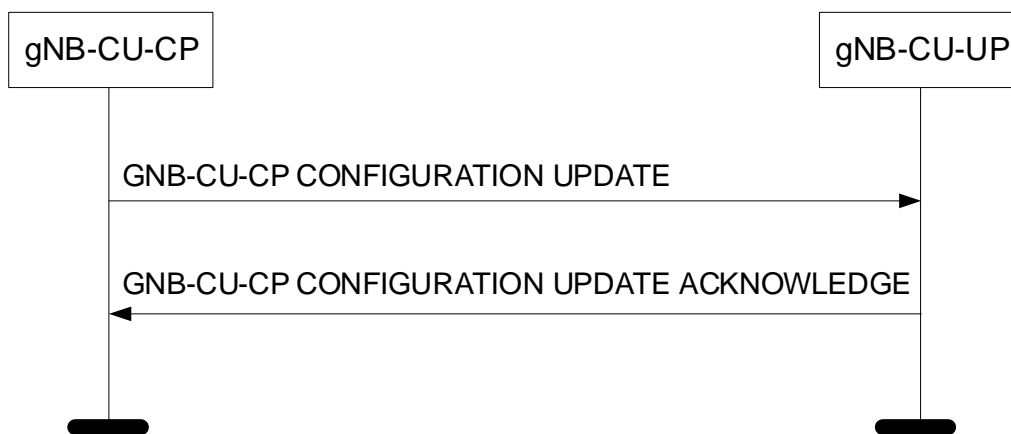 gNB-CU-CP
gNB-CU-UP
GNB-CU-CP CONFIGURATION UPDATE
GNB-CU-CP CONFIGURATION UPDATE ACKNOWLEDGE